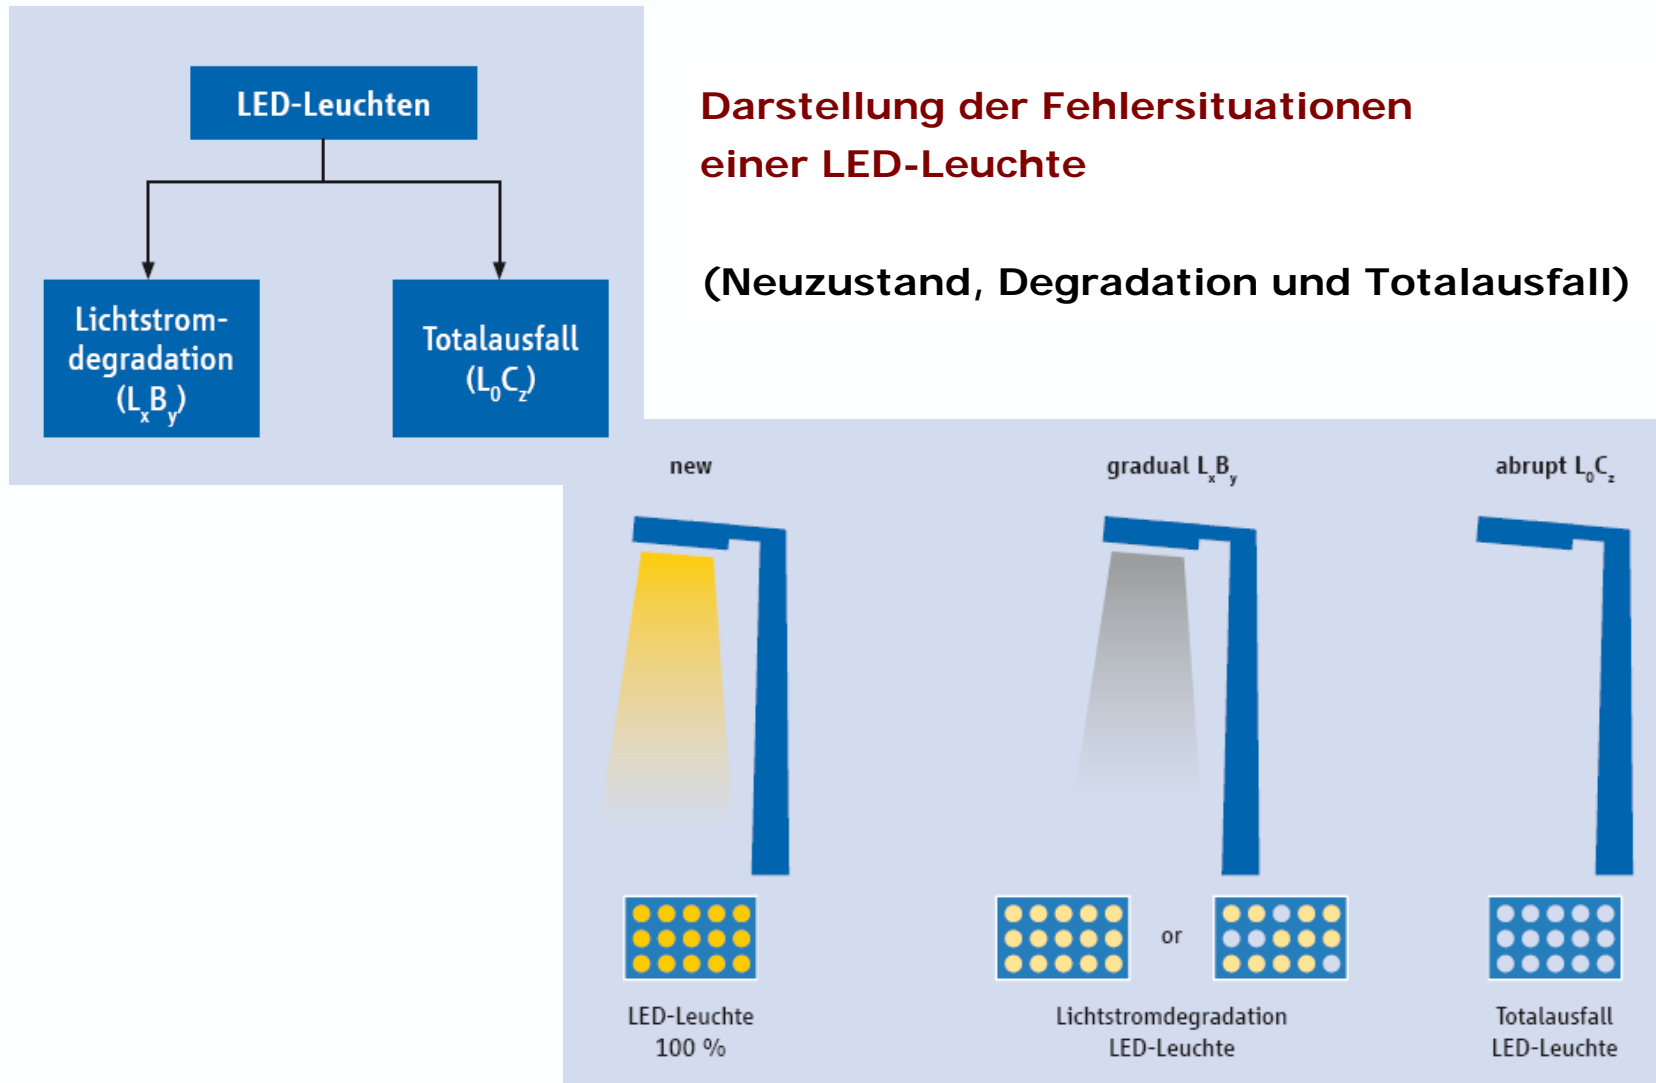 LED-Leuchten
Lichtstrom-
degradation
(LxBy)
Totalausfall
(L0Cz)
Darstellung der Fehlersituationen
einer LED-Leuchte
(Neuzustand, Degradation und Totalausfall)
new
gradual LxBy
abrupt L0Cz
or
LED-Leuchte
100 %
Lichtstromdegradation
LED-Leuchte
Totalausfall
LED-Leuchte